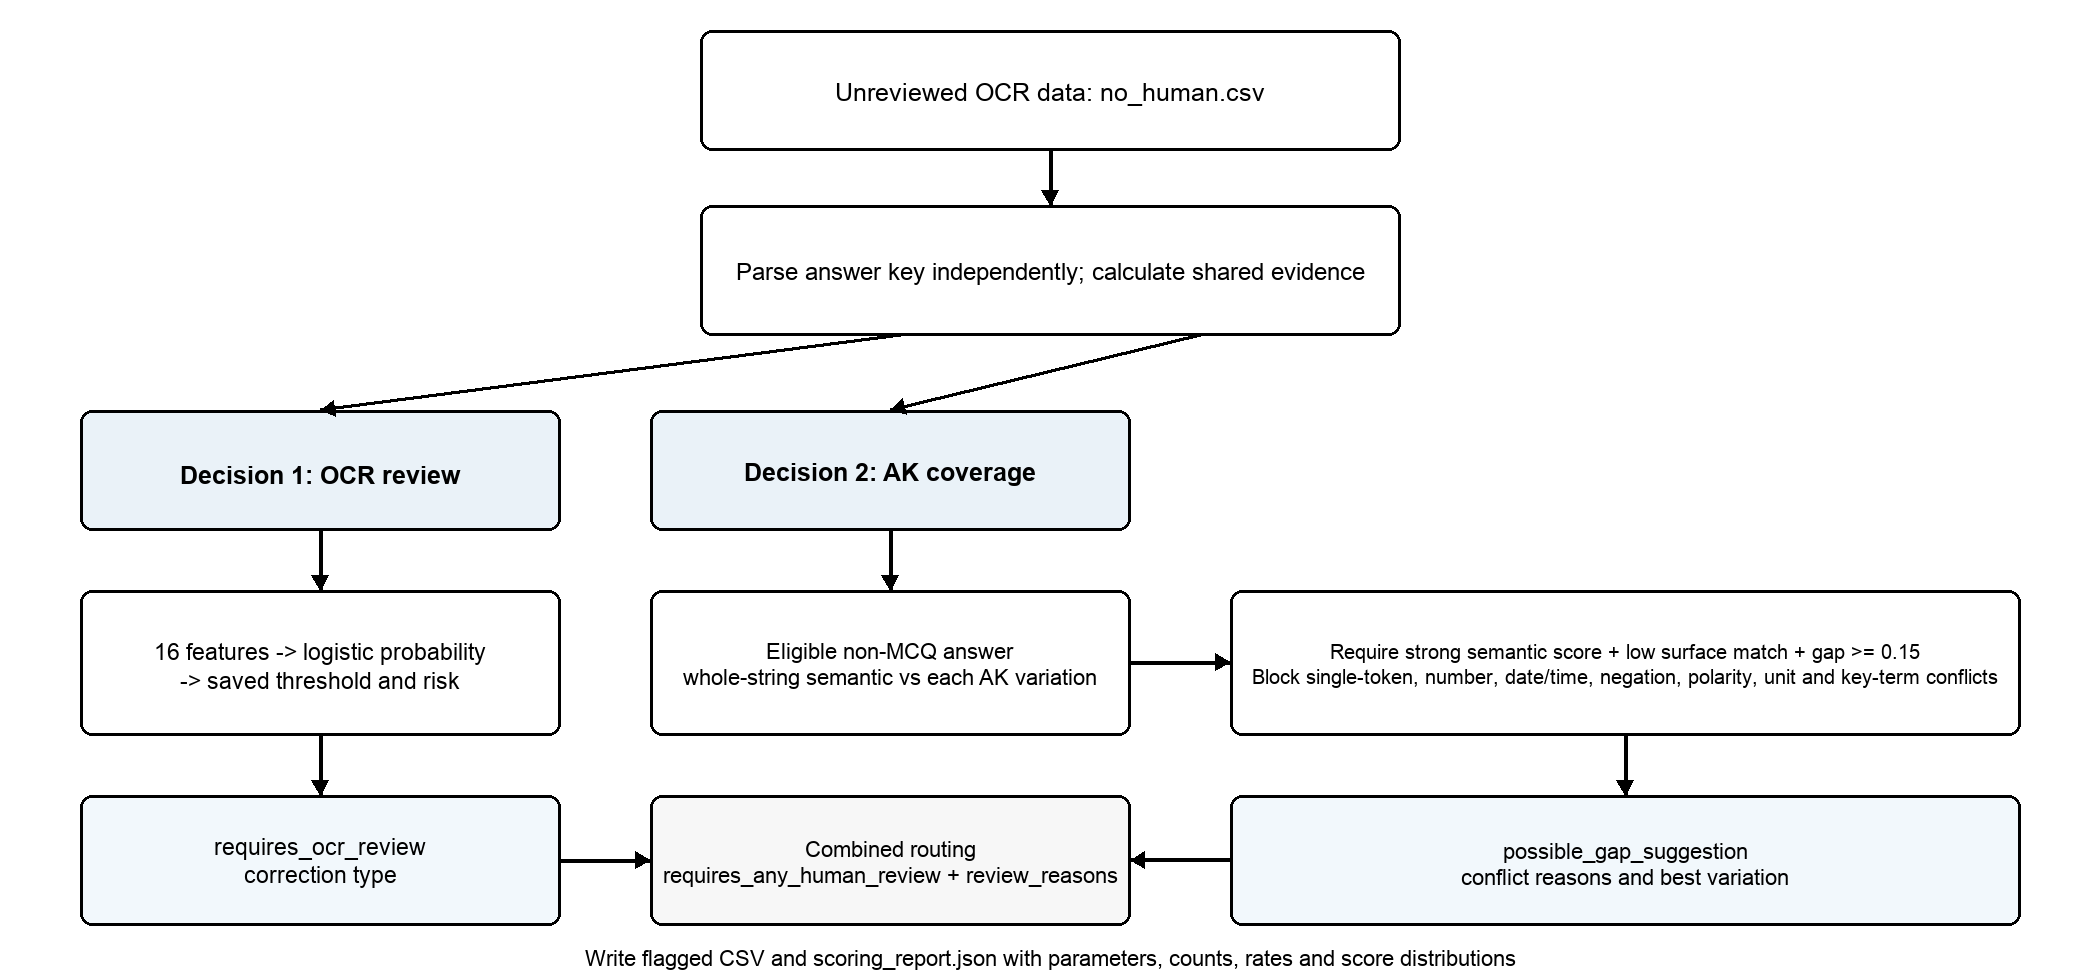 Unreviewed OCR data: no_human.csv
Parse answer key independently; calculate shared evidence
Decision 1: OCR review
Decision 2: AK coverage
16 features -> logistic probability
-> saved threshold and risk
Eligible non-MCQ answer
whole-string semantic vs each AK variation
Require strong semantic score + low surface match + gap >= 0.15
Block single-token, number, date/time, negation, polarity, unit and key-term conflicts
requires_ocr_review
correction type
Combined routing
requires_any_human_review + review_reasons
possible_gap_suggestion
conflict reasons and best variation
Write flagged CSV and scoring_report.json with parameters, counts, rates and score distributions